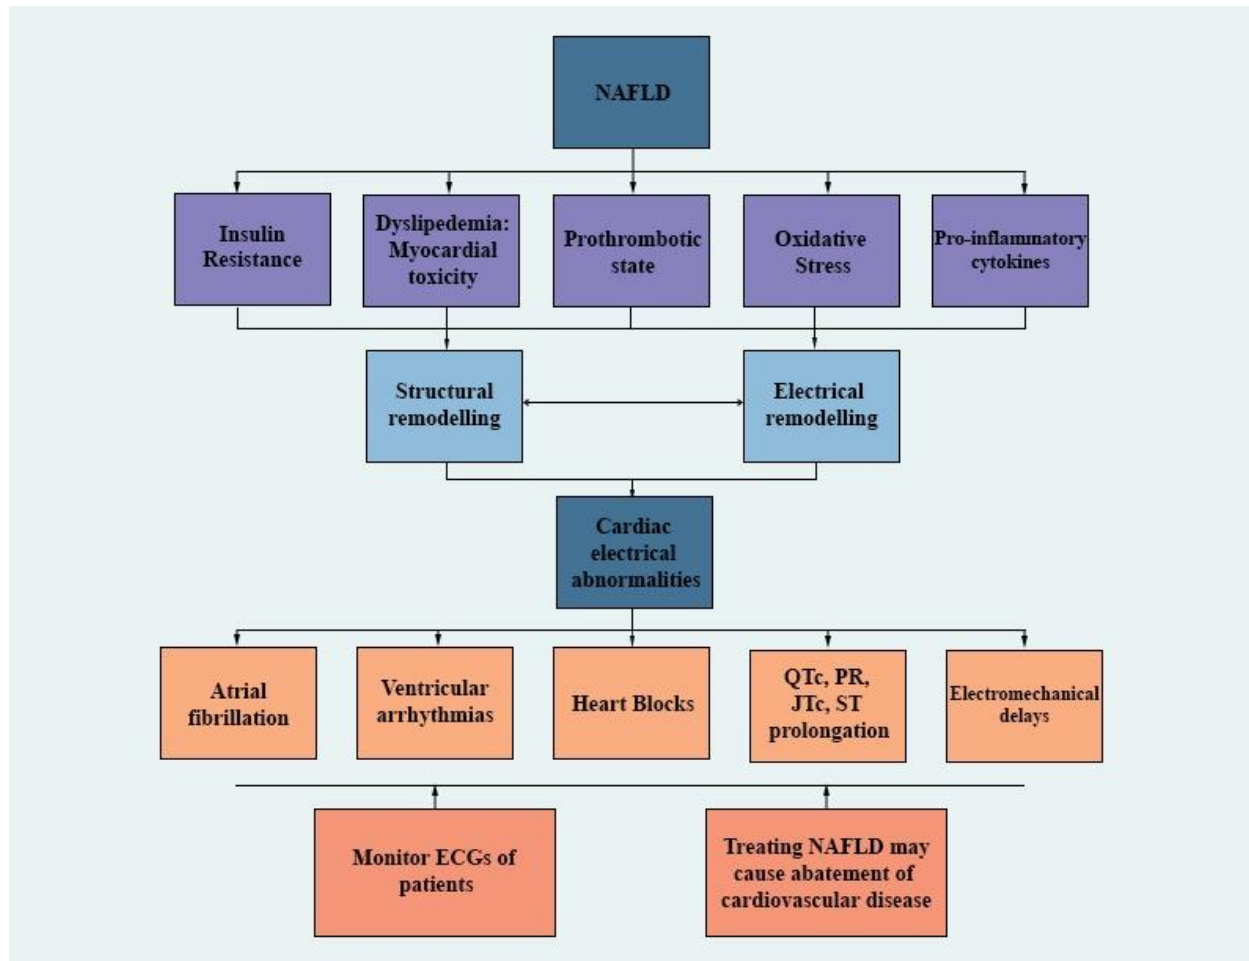 NAFLD
Insulin
Resistance
Dyslipedemia:
Myocardial
toxicity
Prothrombotic
state
Oxidative
Stress
Pro-inflammatory
cytokines
Structural
remodelling
Electrical
remodelling
Cardiac
electrical
abnormalities
Atrial
fibrillation
Ventricular
arrhythmias
Heart Blocks
QTc, PR,
JTc, ST
prolongation
Electromechanical
delays
Monitor ECGs of
patients
Treating NAFLD may
cause abatement of
cardiovascular disease